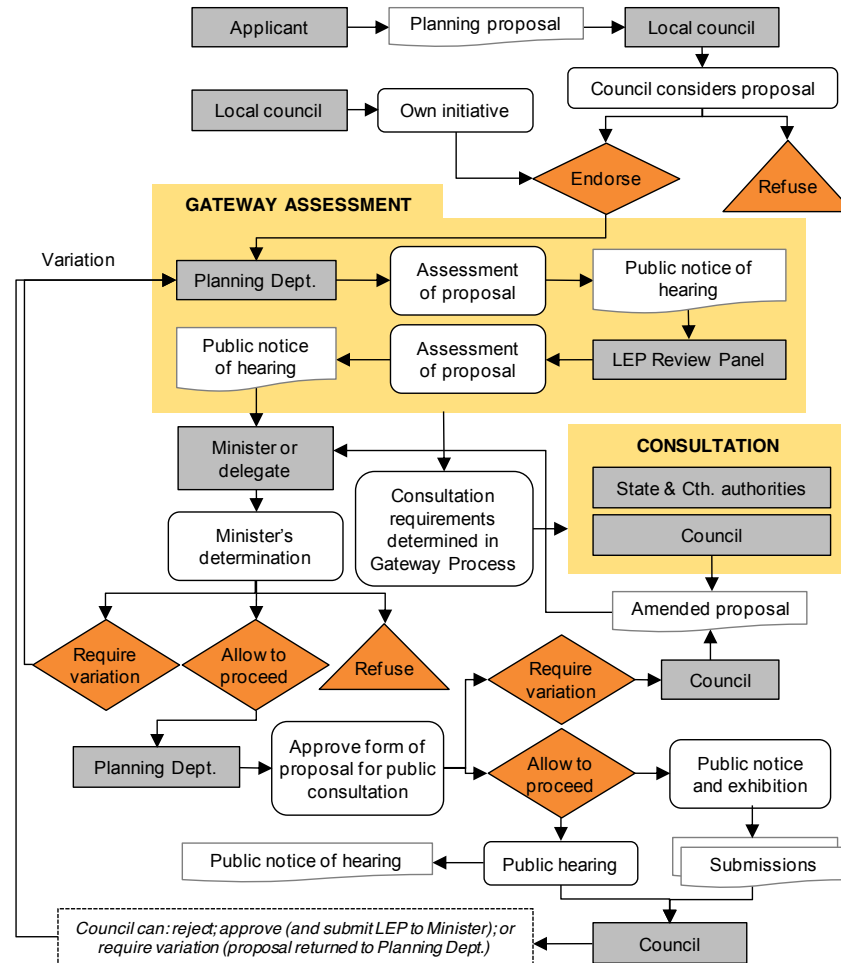 Applicant
Planning proposal
Local council
Council considers proposal
Local council
Own initiative
Endorse
Refuse
GATEWAY ASSESSMENT
Variation
Planning Dept.
Assessment
of proposal
Public notice of
hearing
Public notice
of hearing
Assessment
of proposal
LEP Review Panel
Minister or
delegate
Consultation
requirements
determined in
Gateway Process
CONSULTATION
State & Cth. authorities
Council
Minister's
determination
Amended proposal
Require
variation
Allow to
proceed
Refuse
Require
variation
Council
Planning Dept.
Approve form of
proposal for public
consultation
Allow to
proceed
Public notice
and exhibition
Public notice of hearing
Public hearing
Submissions
Council can: reject; approve (and submit LEP to Minister); or
require variation (proposal returned to Planning Dept.)
Council